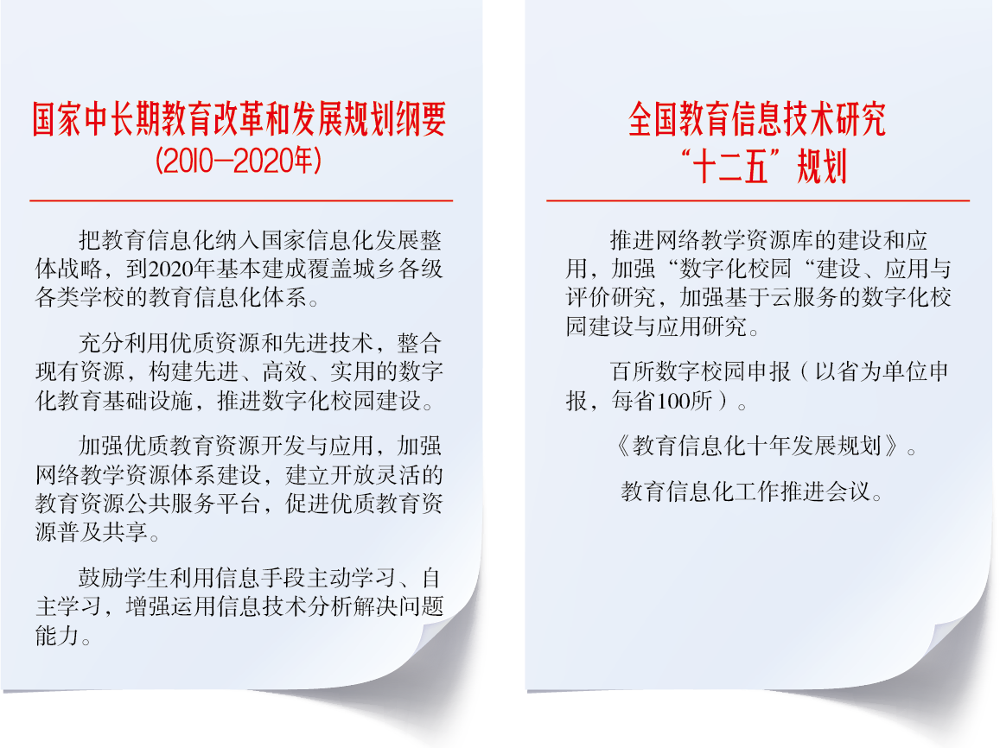 国家中长期教育改革和发展规划纲要
(2010—2020年)
把教育信息化纳入国家信息化发展整
体战略，到2020年基本建成覆盖城乡各级
各类学校的教育信息化体系。
充分利用优质资源和先进技术，整合
现有资源，构建先进、高效、实用的数字
化教育基础设施，推进数字化校园建设。
加强优质教育资源开发与应用，加强
网络教学资源体系建设，建立开放灵活的
教育资源公共服务平台，促进优质教育资
源普及共享。
鼓励学生利用信息手段主动学习、自
主学习，增强运用信息技术分析解决问题
能力。
全国教育信息技术研究
“十二五”规划
推进网络教学资源库的建设和应
用，加强“数字化校园“建设、应用与
评价研究，加强基于云服务的数字化校
园建设与应用研究。
百所数字校园申报（以省为单位申
报，每省100所）。
《教育信息化十年发展规划》。
教育信息化工作推进会议。